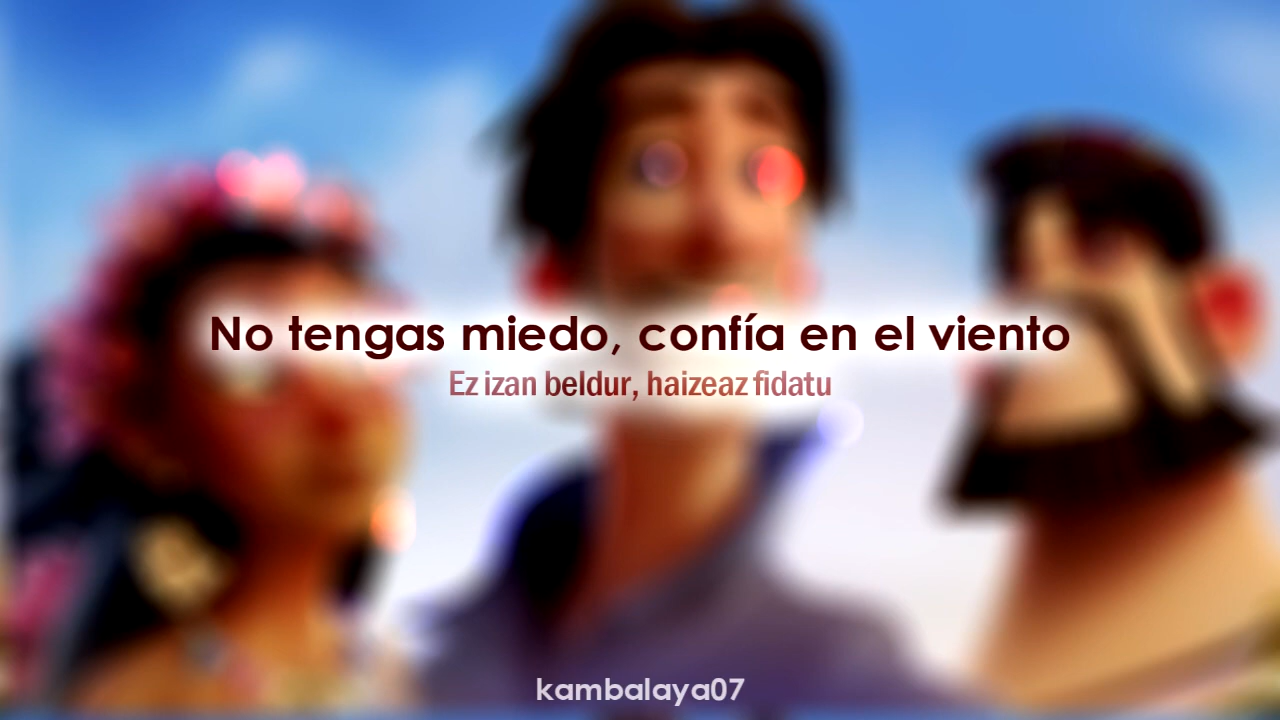 No tengas miedo, confía en el viento
Ez izan beldur, haizeaz fidatu
kambalaya07